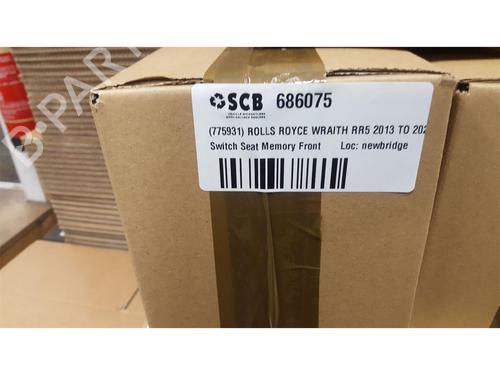 SCB 686075
(775931) ROLLS ROYCE WRAITH RR5 2013 TO 202
Switch Seat Memory Front Loc: newbridge